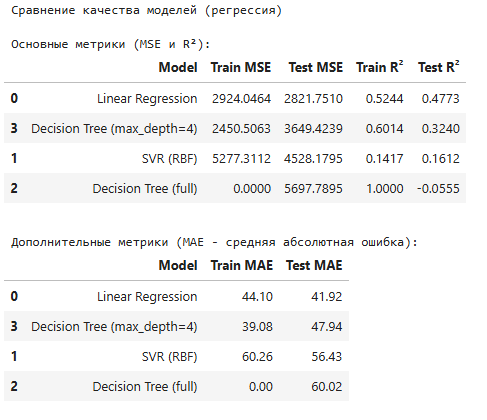 Сравнение качества моделей (регрессия)
Основные метрики (MSE и R²):
Model Train MSE Test MSE Train R² Test R²
0 Linear Regression 2924.0464 2821.7510 0.5244 0.4773
3 Decision Tree (max_depth=4) 2450.5063 3649.4239 0.6014 0.3240
1 SVR (RBF) 5277.3112 4528.1795 0.1417 0.1612
2 Decision Tree (full) 0.0000 5697.7895 1.0000 -0.0555
Дополнительные метрики (MAE - средняя абсолютная ошибка):
Model Train MAE Test MAE
0 Linear Regression 44.10 41.92
3 Decision Tree (max_depth=4) 39.08 47.94
1 SVR (RBF) 60.26 56.43
2 Decision Tree (full) 0.00 60.02